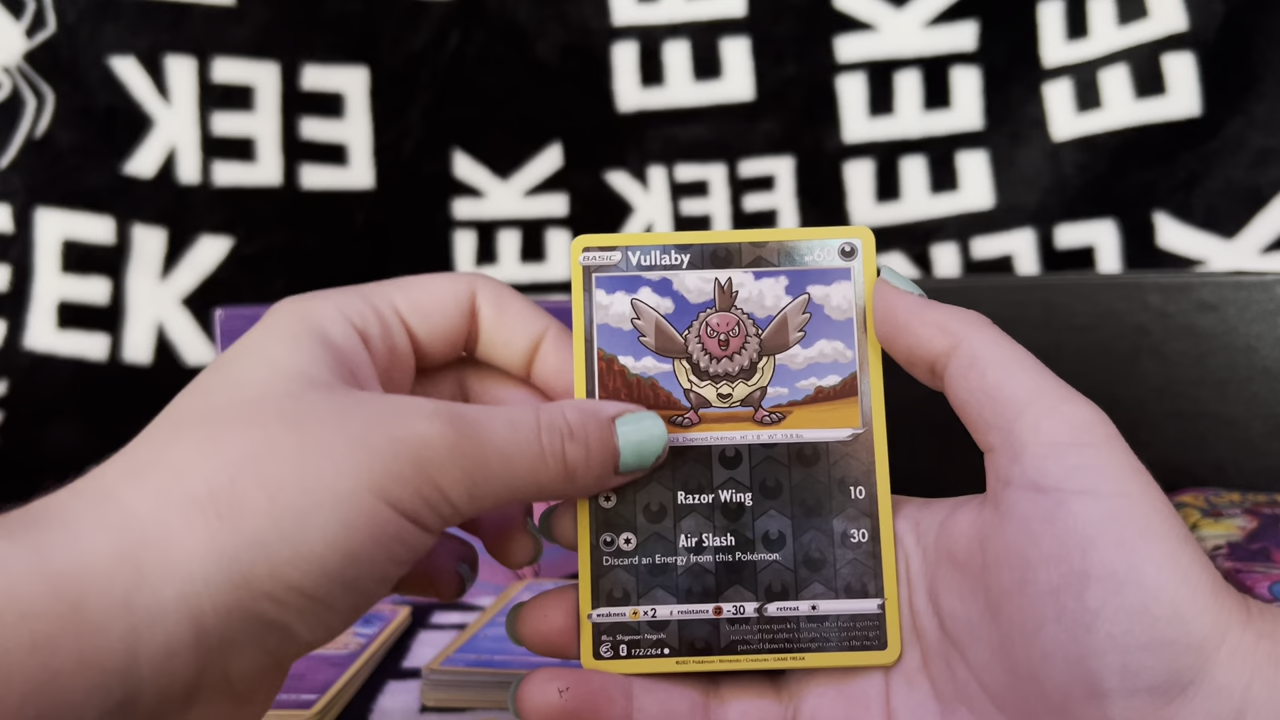 EEK
EEK
EEK
EEK
EEK
BASIC Vullaby 60
Diapered Pokémon. HT. 1'8" WT. 19.8 lbs.
Razor Wing 10
Air Slash 30
Discard an Energy from this Pokémon.
weakness ×2 resistance -30 retreat
Vullaby grow quickly. Bones that have gotten
too small for older Vullaby to wear often get
passed down to younger ones in the nest.
Illus. Shigenori Negishi
172/264
©2021 Pokémon / Nintendo / Creatures / GAME FREAK